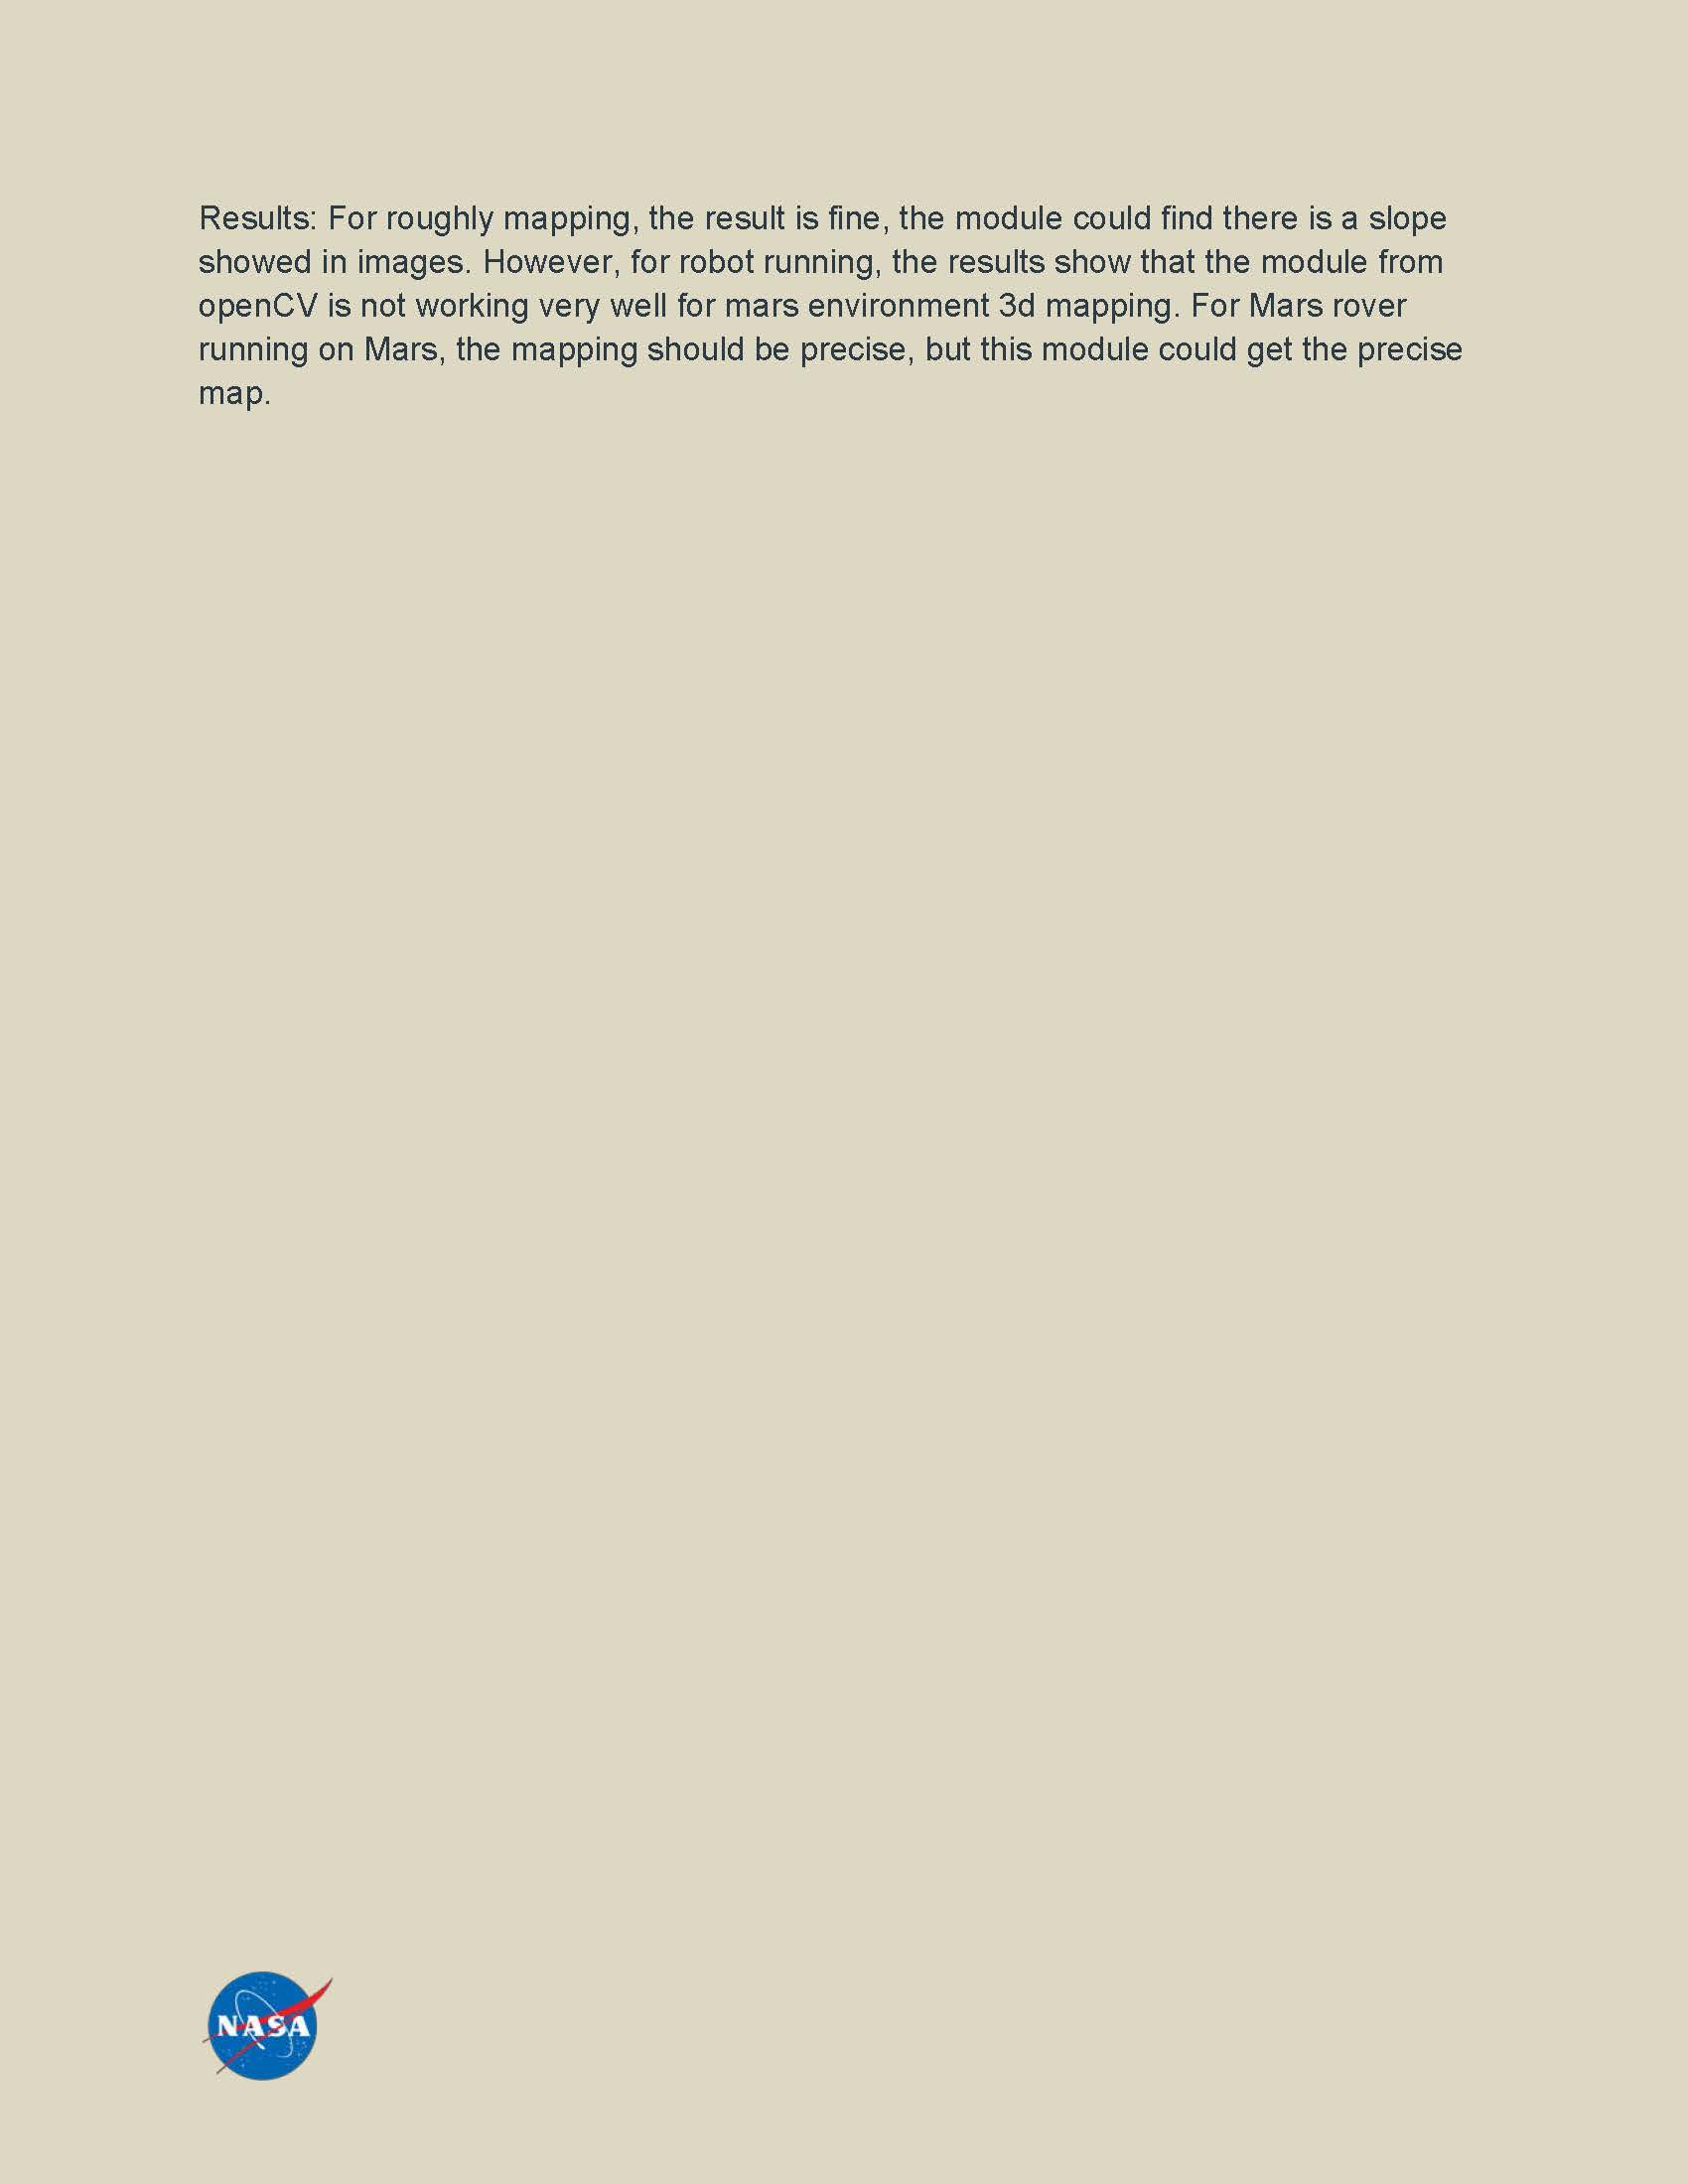 Results: For roughly mapping, the result is fine, the module could find there is a slope
showed in images. However, for robot running, the results show that the module from
openCV is not working very well for mars environment 3d mapping. For Mars rover
running on Mars, the mapping should be precise, but this module could get the precise
map.
NASA